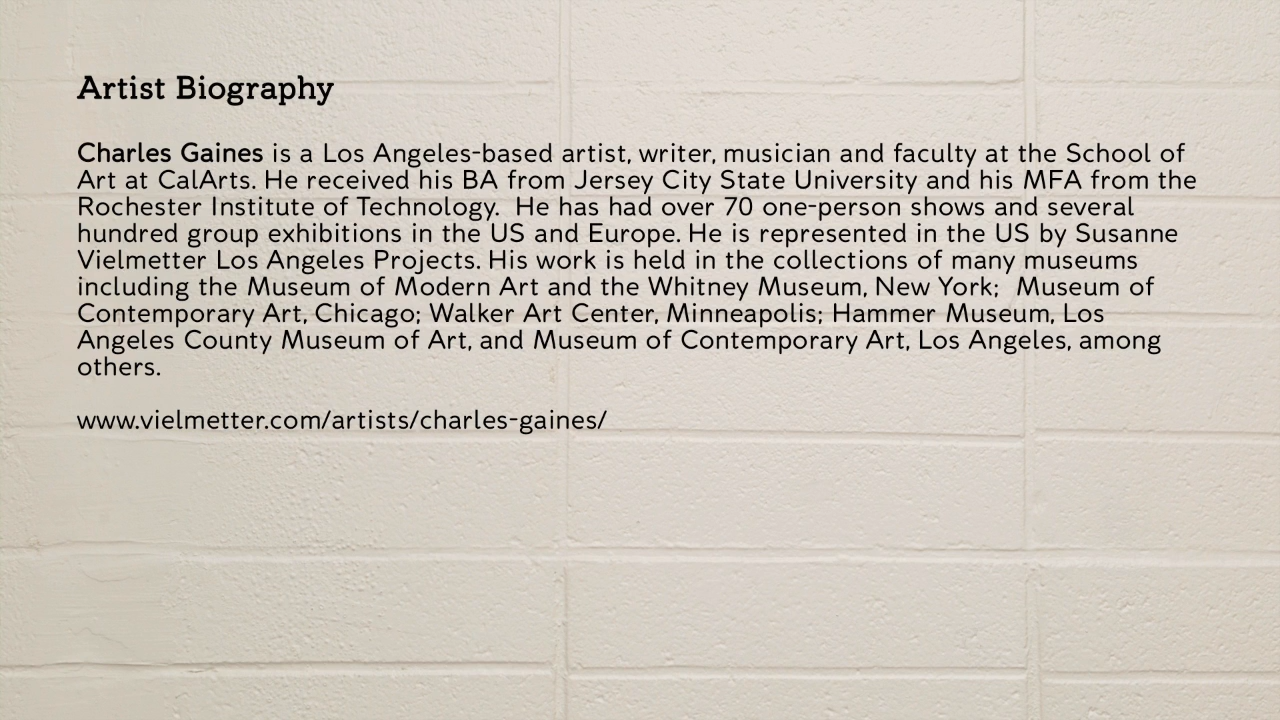 Artist Biography
Charles Gaines is a Los Angeles-based artist, writer, musician and faculty at the School of
Art at CalArts. He received his BA from Jersey City State University and his MFA from the
Rochester Institute of Technology.  He has had over 70 one-person shows and several
hundred group exhibitions in the US and Europe. He is represented in the US by Susanne
Vielmetter Los Angeles Projects. His work is held in the collections of many museums
including the Museum of Modern Art and the Whitney Museum, New York;  Museum of
Contemporary Art, Chicago; Walker Art Center, Minneapolis; Hammer Museum, Los
Angeles County Museum of Art, and Museum of Contemporary Art, Los Angeles, among
others.
www.vielmetter.com/artists/charles-gaines/